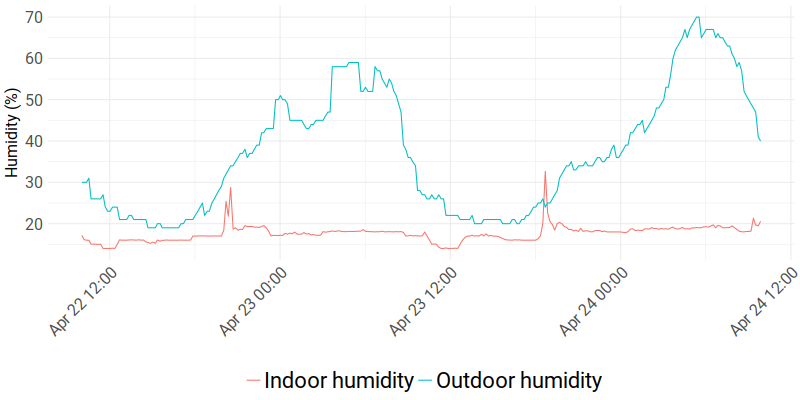 70
60
50
40
30
20
Humidity (%)
Apr 22 12:00
Apr 23 00:00
Apr 23 12:00
Apr 24 00:00
Apr 24 12:00
Indoor humidity
Outdoor humidity